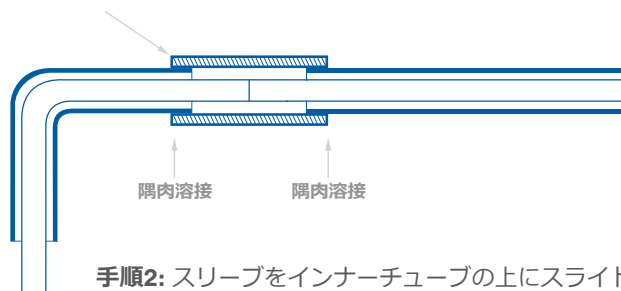 隅肉溶接 隅肉溶接
手順2: スリーブをインナーチューブの上にスライド